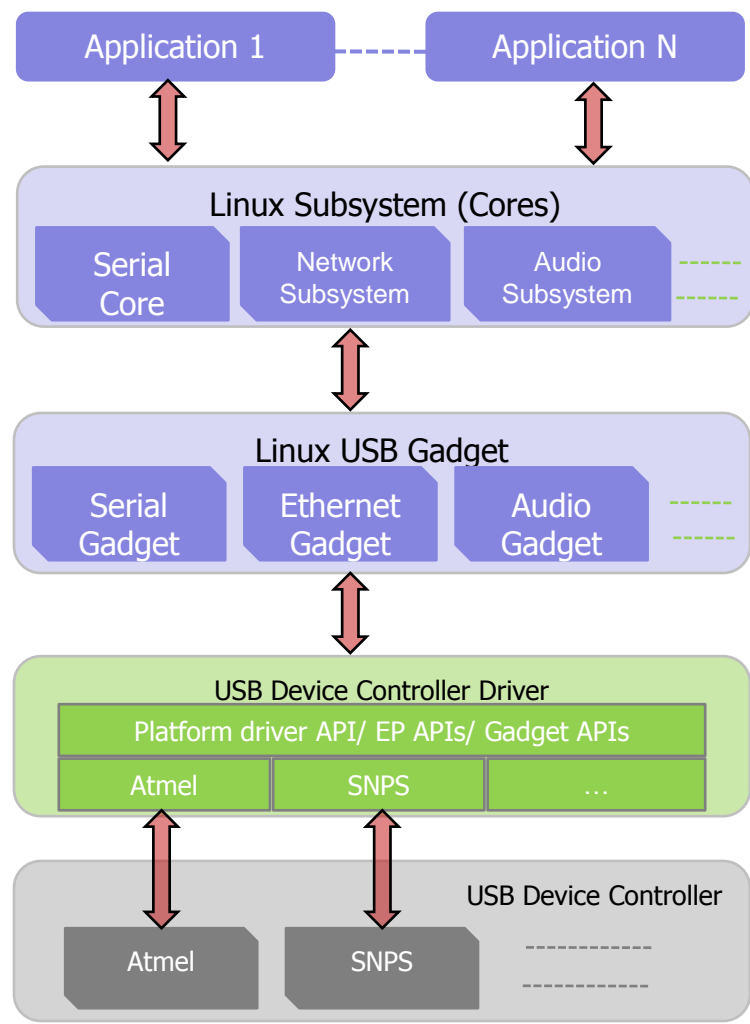 Application 1
Application N
Linux Subsystem (Cores)
Serial
Core
Network
Subsystem
Audio
Subsystem
Linux USB Gadget
Serial
Gadget
Ethernet
Gadget
Audio
Gadget
USB Device Controller Driver
Platform driver API/ EP APIs/ Gadget APIs
Atmel
SNPS
…
USB Device Controller
Atmel
SNPS